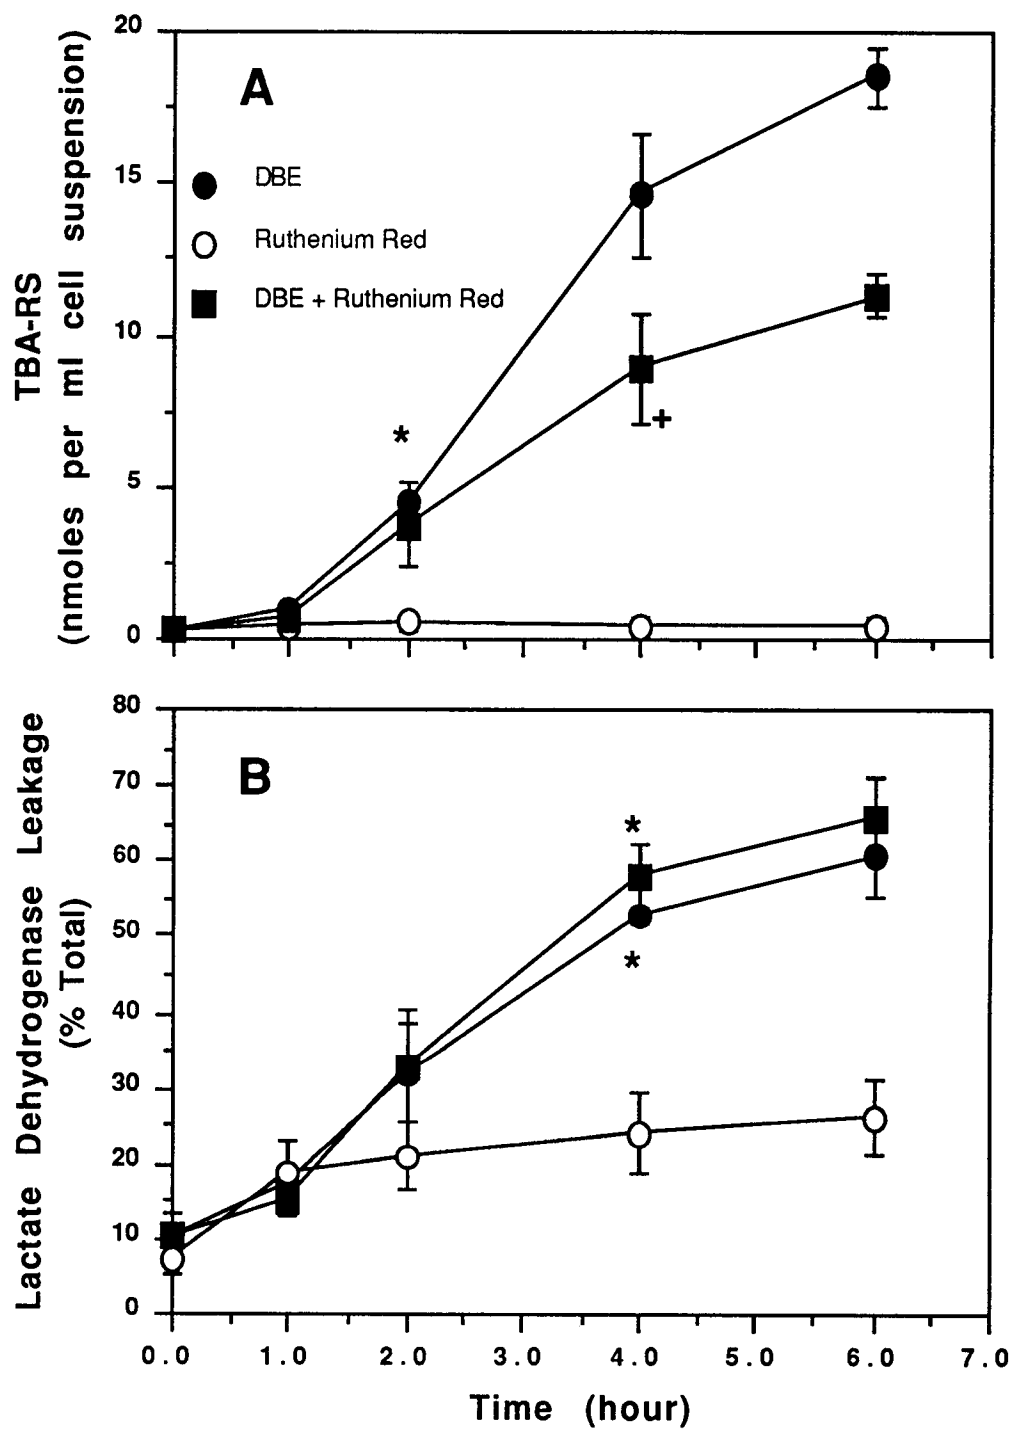 A
20
15
10
5
0
TBA-RS
(nmoles per ml cell suspension)
DBE
Ruthenium Red
DBE + Ruthenium Red
*
+
B
80
70
60
50
40
30
20
10
0
Lactate Dehydrogenase Leakage
(% Total)
*
*
0.0 1.0 2.0 3.0 4.0 5.0 6.0 7.0
Time (hour)